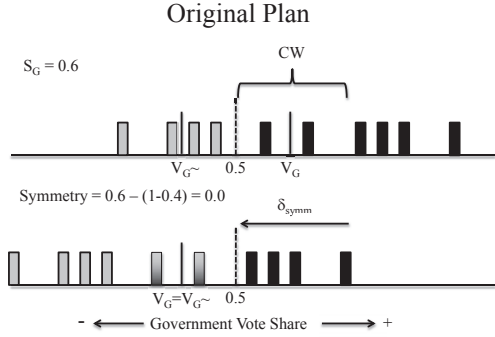 Original Plan
S_G = 0.6
CW
V_G~ 0.5 V_G
Symmetry = 0.6 – (1-0.4) = 0.0
δ_symm
V_G=V_G~ 0.5
- Government Vote Share +